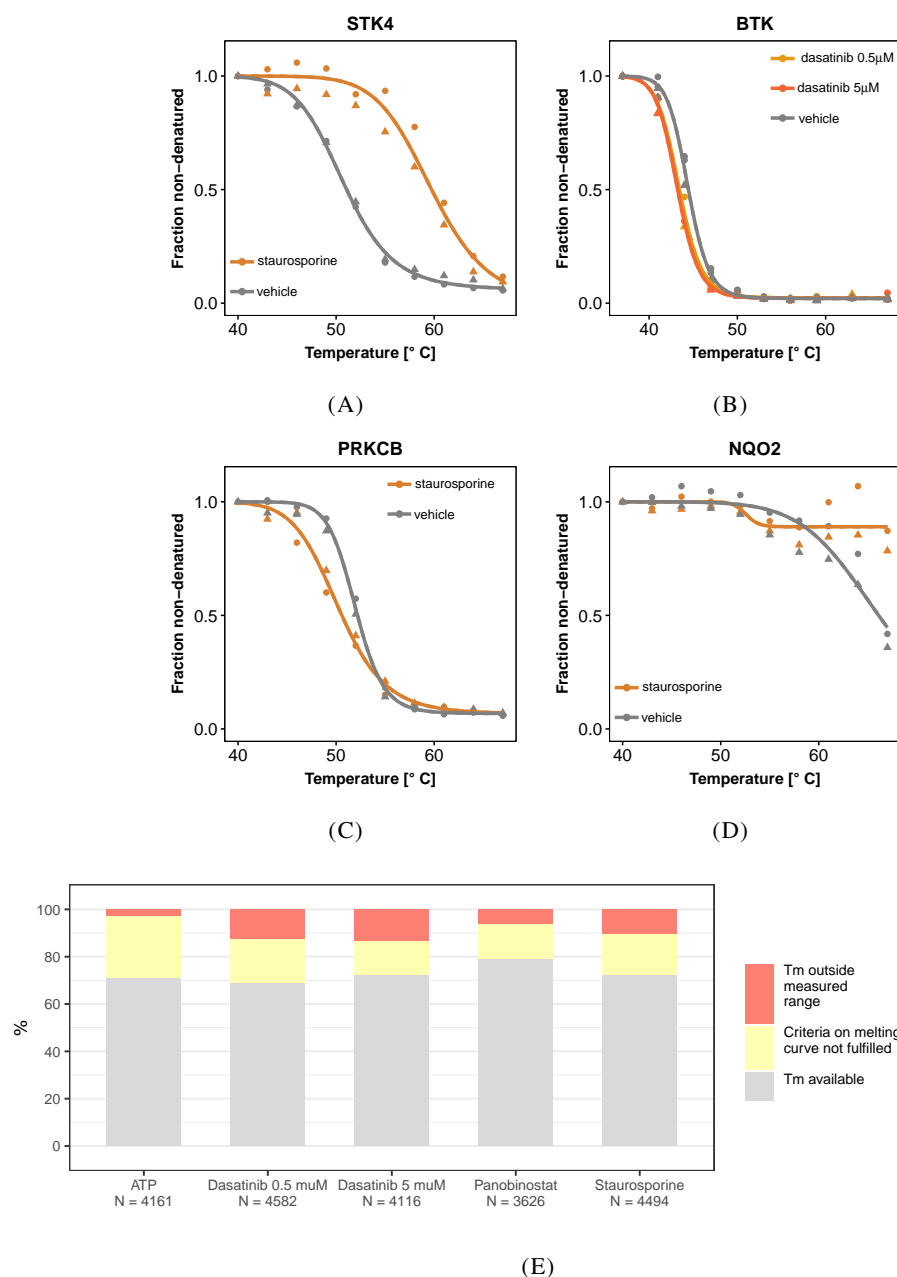 STK4
Fraction non−denatured
1.0
0.5
0.0
staurosporine
vehicle
40
50
60
Temperature [° C]
(A)
BTK
Fraction non−denatured
1.0
0.5
0.0
dasatinib 0.5µM
dasatinib 5µM
vehicle
40
50
60
Temperature [° C]
(B)
PRKCB
Fraction non−denatured
1.0
0.5
0.0
staurosporine
vehicle
40
50
60
Temperature [° C]
(C)
NQO2
Fraction non−denatured
1.0
0.5
0.0
staurosporine
vehicle
40
50
60
Temperature [° C]
(D)
%
100
80
60
40
20
0
ATP
N = 4161
Dasatinib 0.5 muM
N = 4582
Dasatinib 5 muM
N = 4116
Panobinostat
N = 3626
Staurosporine
N = 4494
Tm outside
measured
range
Criteria on melting
curve not fulfilled
Tm available
(E)